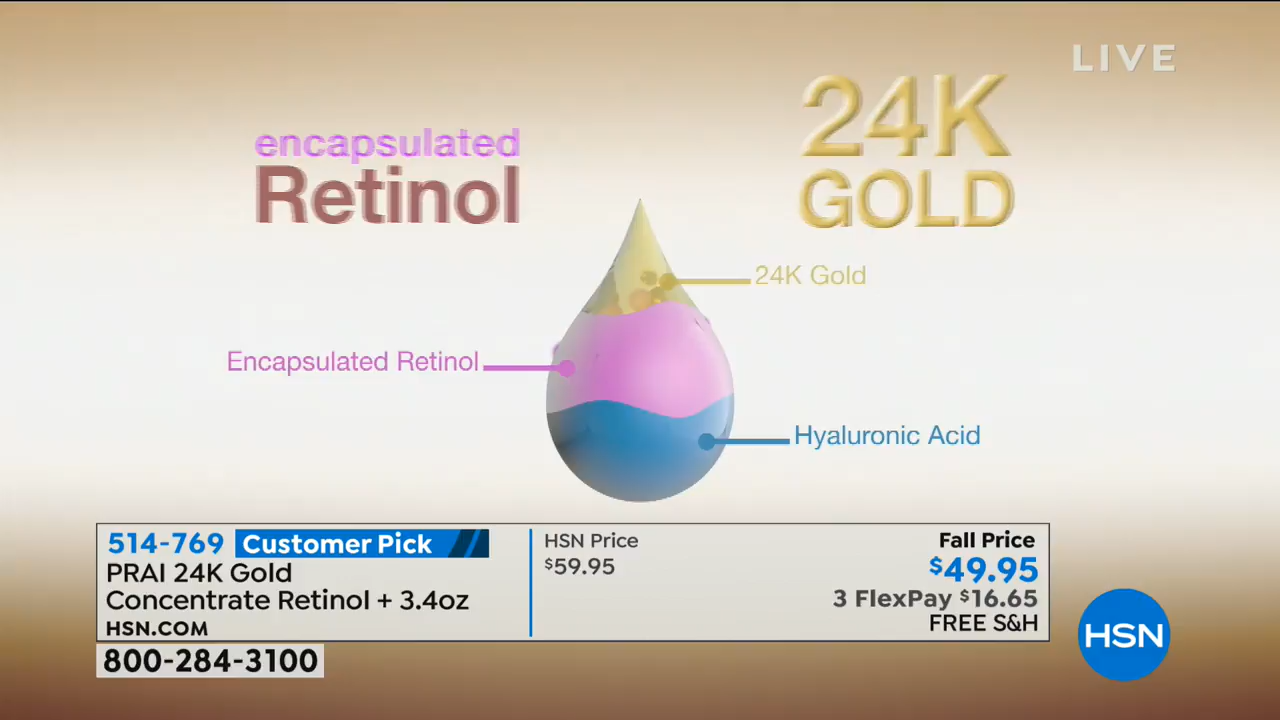 LIVE
encapsulated
Retinol
24K
GOLD
24K Gold
Encapsulated Retinol
Hyaluronic Acid
514-769 Customer Pick
PRAI 24K Gold
Concentrate Retinol + 3.4oz
HSN.COM
800-284-3100
HSN Price
$59.95
Fall Price
$49.95
3 FlexPay $16.65
FREE S&H
HSN